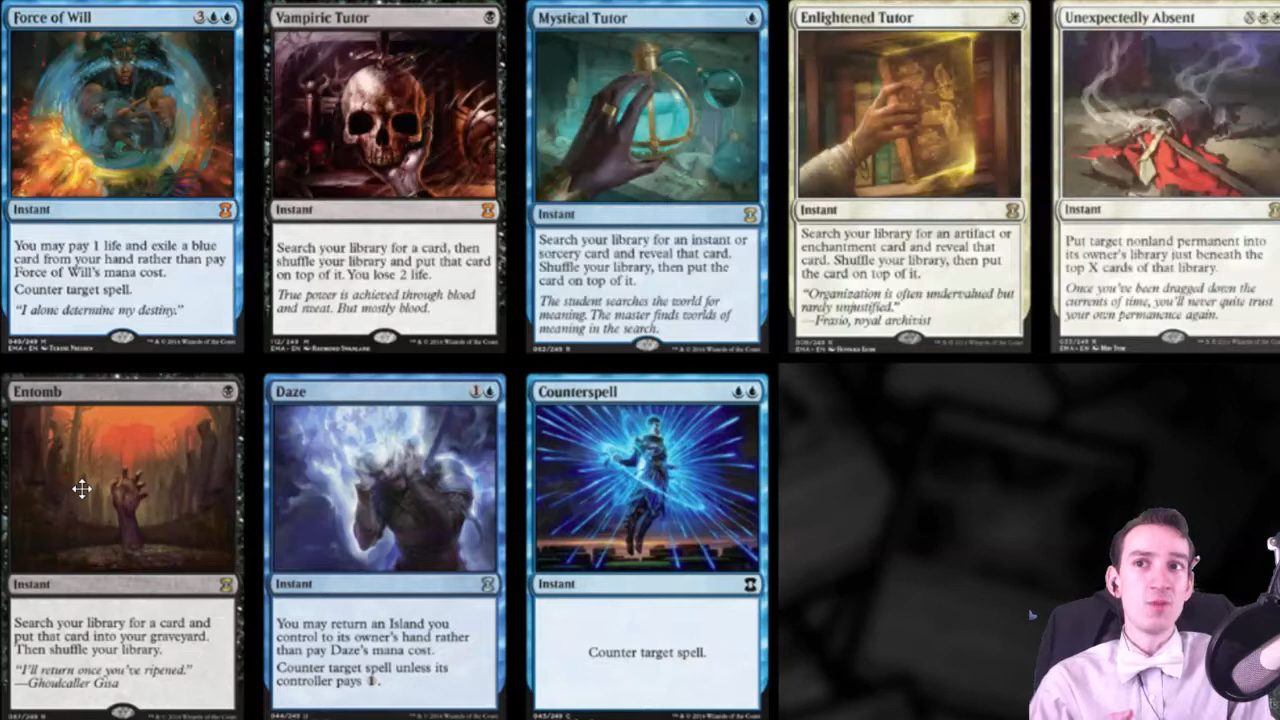 Force of Will 3
Instant
You may pay 1 life and exile a blue
card from your hand rather than pay
Force of Will's mana cost.
Counter target spell.
"I alone determine my destiny."
049/249 M
EMA • EN
Vampiric Tutor
Instant
Search your library for a card, then
shuffle your library and put that card
on top of it. You lose 2 life.
True power is achieved through blood
and sweat. But mostly blood.
112/249 M
EMA • EN
Mystical Tutor
Instant
Search your library for an instant or
sorcery card and reveal that card.
Shuffle your library, then put the
card on top of it.
The student searches the world for
meaning. The master finds worlds of
meaning in the search.
Enlightened Tutor
Instant
Search your library for an artifact or
enchantment card and reveal that
card. Shuffle your library, then put
the card on top of it.
"Organization is often undervalued but
rarely unjustified."
—Frasio, royal archivist
Unexpectedly Absent X
Instant
Put target nonland permanent into
its owner's library just beneath the
top X cards of that library.
Once you've been dragged down the
currents of time, you'll never quite trust
your own permanence again.
Entomb
Instant
Search your library for a card and
put that card into your graveyard.
Then shuffle your library.
"I'll return once you've ripened."
—Ghoulcaller Gisa
Daze 1
Instant
You may return an Island you
control to its owner's hand rather
than pay Daze's mana cost.
Counter target spell unless its
controller pays 1.
Counterspell
Instant
Counter target spell.